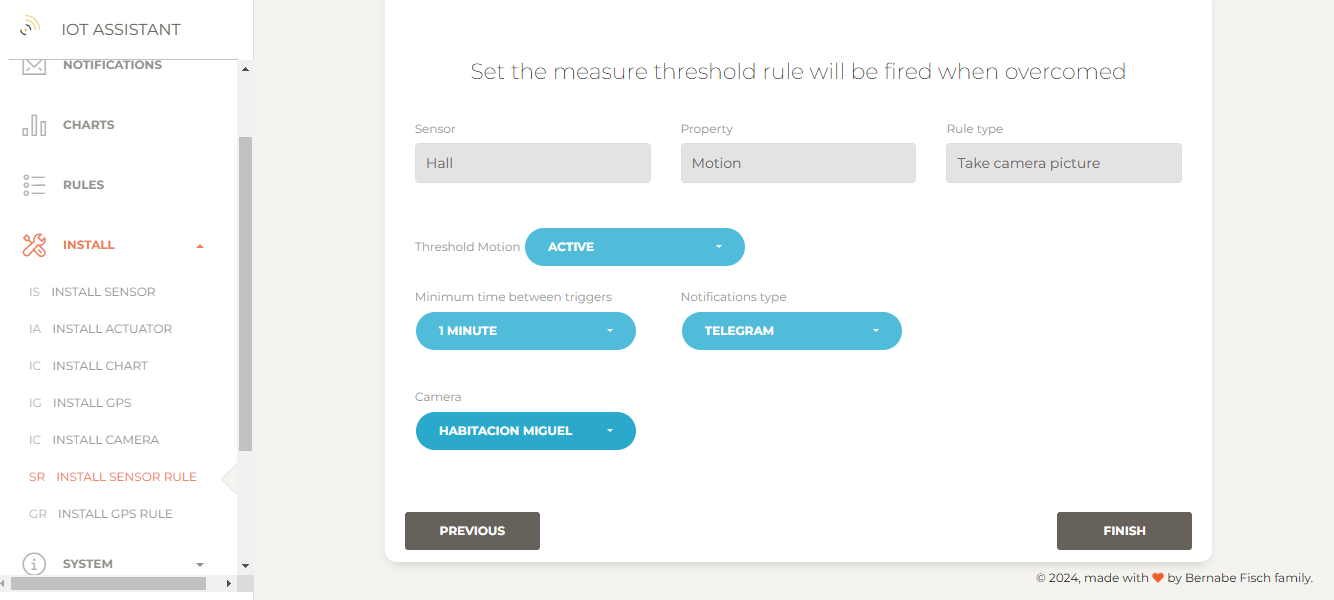 IOT ASSISTANT
NOTIFICATIONS
CHARTS
RULES
INSTALL
IS INSTALL SENSOR
IA INSTALL ACTUATOR
IC INSTALL CHART
IG INSTALL GPS
IC INSTALL CAMERA
SR INSTALL SENSOR RULE
GR INSTALL GPS RULE
SYSTEM
Set the measure threshold rule will be fired when overcomed
Sensor Property Rule type
Hall Motion Take camera picture
Threshold Motion ACTIVE
Minimum time between triggers Notifications type
1 MINUTE TELEGRAM
Camera
HABITACION MIGUEL
PREVIOUS FINISH
© 2024, made with ❤ by Bernabe Fisch family.